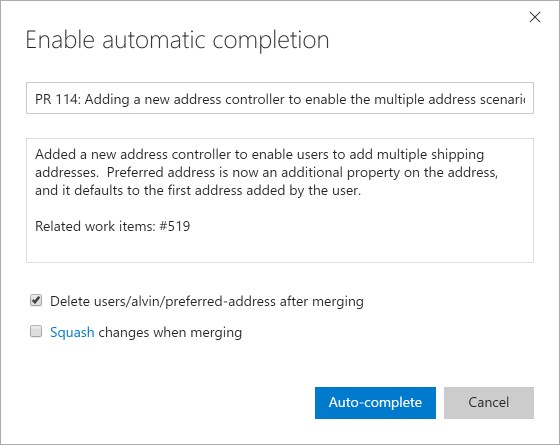 Enable automatic completion
PR 114: Adding a new address controller to enable the multiple address scenari
Added a new address controller to enable users to add multiple shipping
addresses.  Preferred address is now an additional property on the address,
and it defaults to the first address added by the user.
Related work items: #519
Delete users/alvin/preferred-address after merging
Squash changes when merging
Auto-complete Cancel